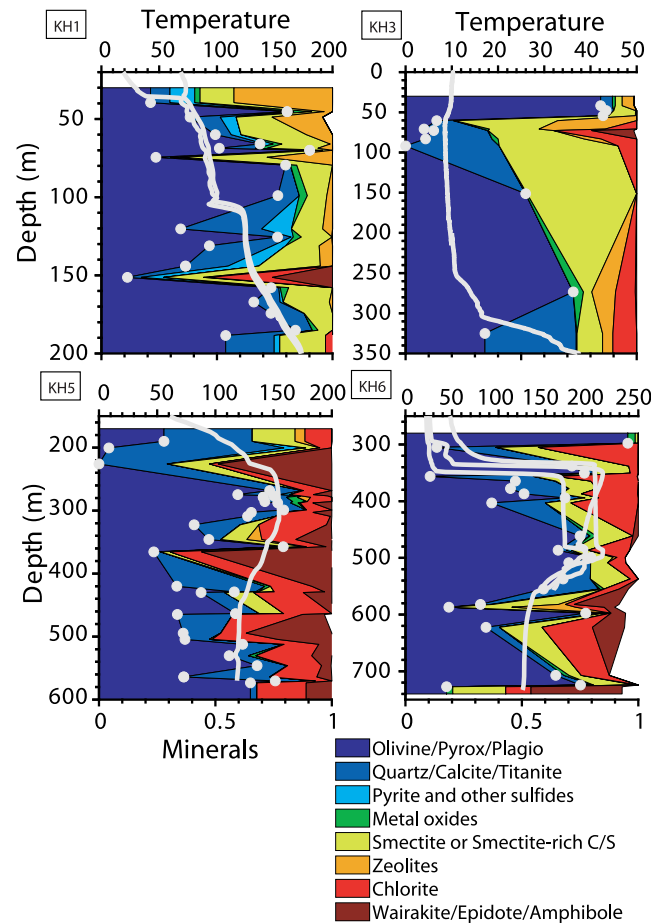 KH1
Temperature
0 50 100 150 200
Depth (m)
50
100
150
200
KH3
Temperature
0 10 20 30 40 50
0
50
100
150
200
250
300
350
KH5
0 50 100 150 200
Depth (m)
200
300
400
500
600
0 0.5 1
Minerals
KH6
0 50 100 150 200 250
300
400
500
600
700
0 0.5 1
Olivine/Pyrox/Plagio
Quartz/Calcite/Titanite
Pyrite and other sulfides
Metal oxides
Smectite or Smectite-rich C/S
Zeolites
Chlorite
Wairakite/Epidote/Amphibole